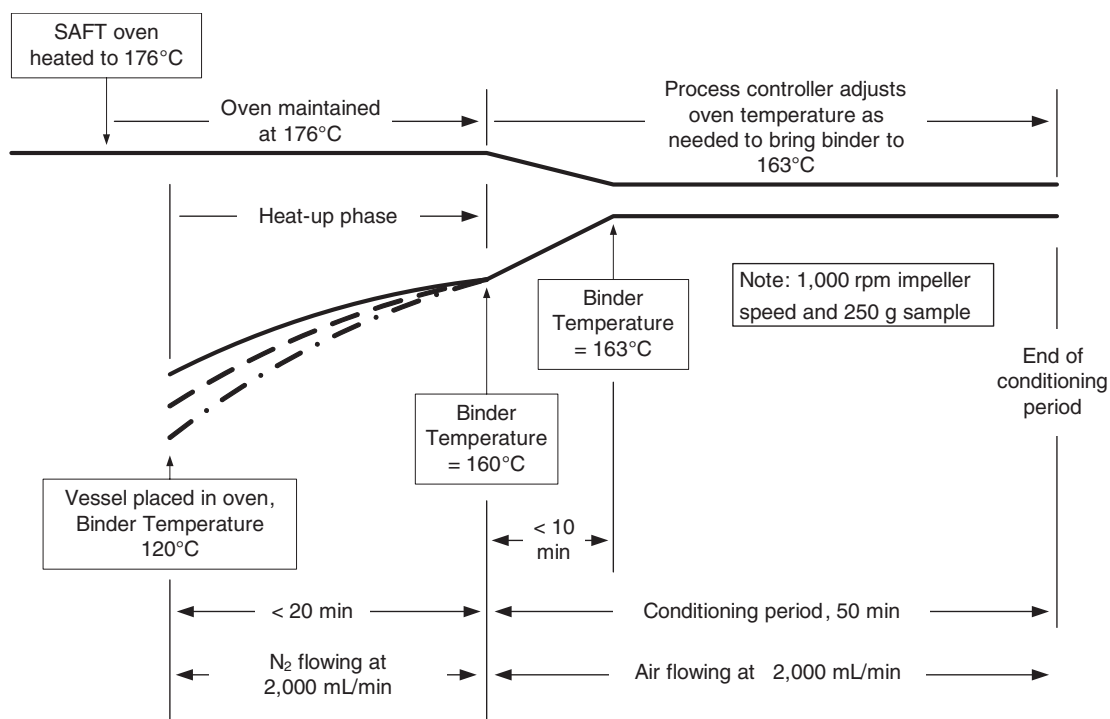 SAFT oven
heated to 176°C
Oven maintained
at 176°C
Process controller adjusts
oven temperature as
needed to bring binder to
163°C
Heat-up phase
Note: 1,000 rpm impeller
speed and 250 g sample
Binder
Temperature
= 163°C
End of
conditioning
period
Binder
Temperature
= 160°C
Vessel placed in oven,
Binder Temperature
120°C
< 10
min
< 20 min
Conditioning period, 50 min
N₂ flowing at
2,000 mL/min
Air flowing at 2,000 mL/min